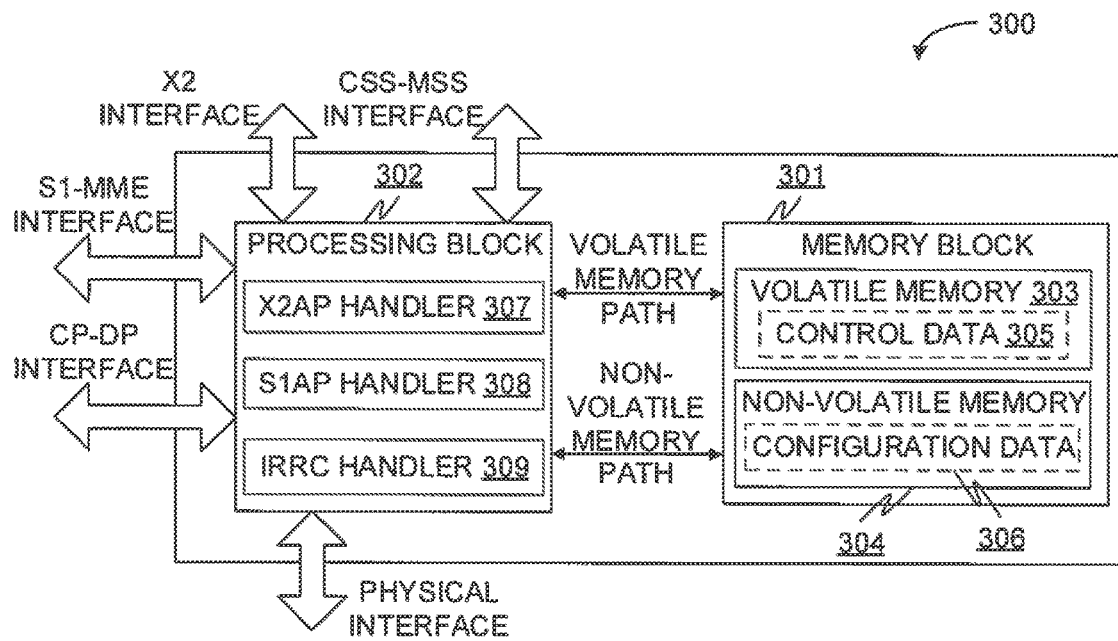 300
X2
INTERFACE
CSS-MSS
INTERFACE
S1-MME
INTERFACE
302
301
PROCESSING BLOCK
VOLATILE
MEMORY
PATH
MEMORY BLOCK
X2AP HANDLER 307
VOLATILE MEMORY 303
CONTROL DATA 305
CP-DP
INTERFACE
S1AP HANDLER 308
NON-
VOLATILE
MEMORY
PATH
NON-VOLATILE MEMORY
CONFIGURATION DATA
IRRC HANDLER 309
304
306
PHYSICAL
INTERFACE